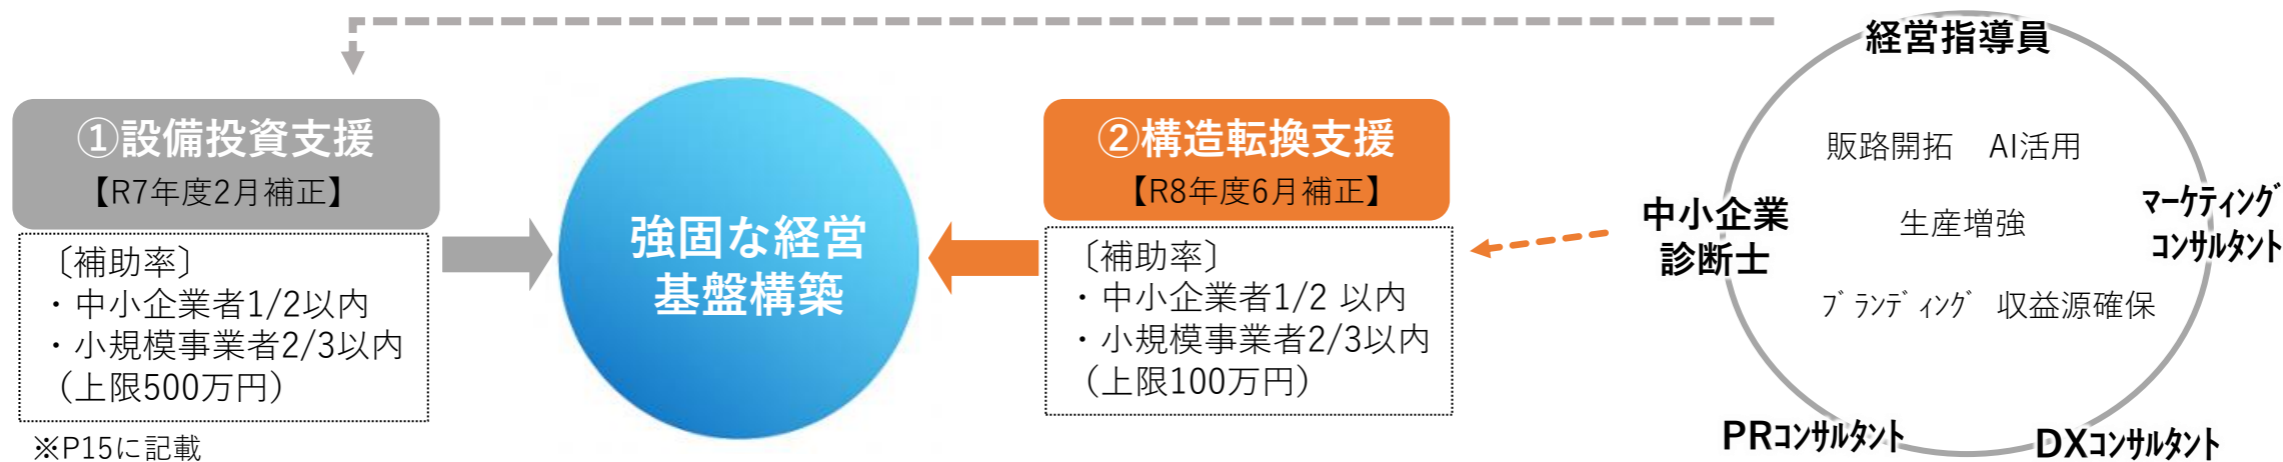 ①設備投資支援
【R7年度2月補正】
〔補助率〕
・中小企業者1/2以内
・小規模事業者2/3以内
（上限500万円）
※P15に記載
強固な経営
基盤構築
②構造転換支援
【R8年度6月補正】
〔補助率〕
・中小企業者1/2 以内
・小規模事業者2/3以内
（上限100万円）
経営指導員
販路開拓　AI活用
中小企業
診断士
生産増強
ﾏｰｹﾃｨﾝｸﾞ
ｺﾝｻﾙﾀﾝﾄ
ﾌﾞﾗﾝﾃﾞｨﾝｸﾞ　収益源確保
PRｺﾝｻﾙﾀﾝﾄ
DXｺﾝｻﾙﾀﾝﾄ